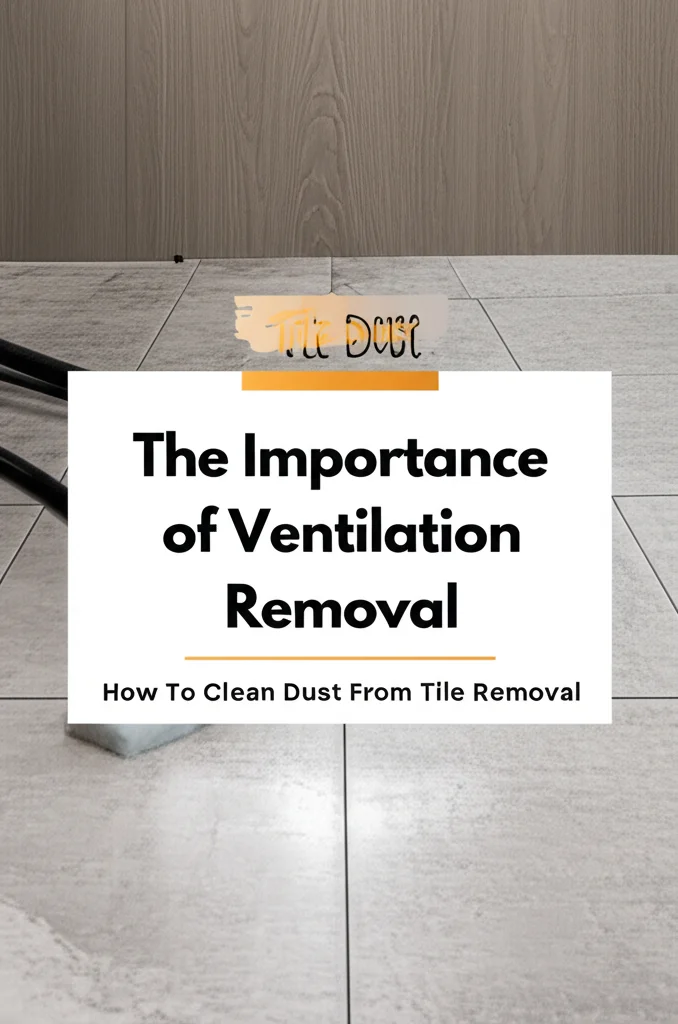 The Importance
of Ventilation
Removal
How To Clean Dust From Tile Removal